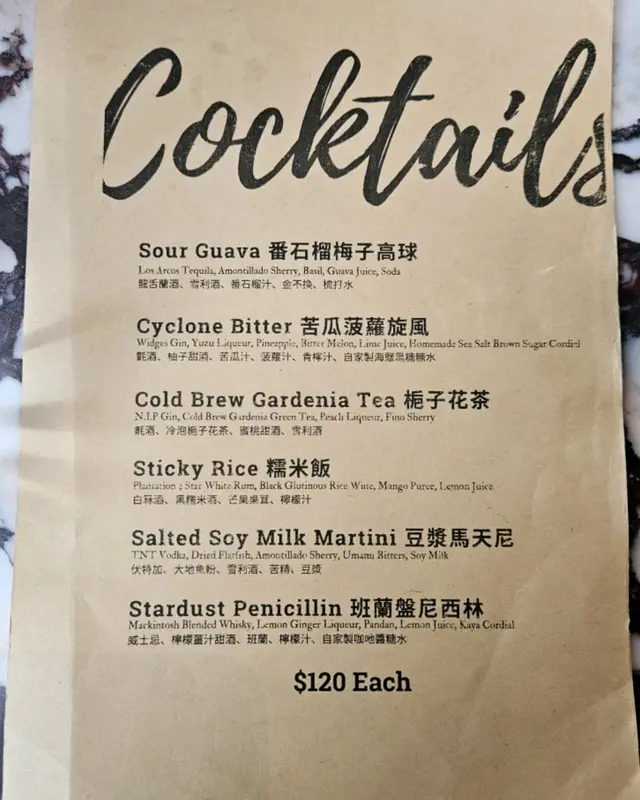 Cocktails
Sour Guava 番石榴梅子高球
Los Arcos Tequila, Amontillado Sherry, Basil, Guava Juice, Soda
龍舌蘭酒、雪利酒、番石榴汁、金不換、梳打水
Cyclone Bitter 苦瓜菠蘿旋風
Widges Gin, Yuzu Liqueur, Pineapple, Bitter Melon, Lime Juice, Homemade Sea Salt Brown Sugar Cordial
氈酒、柚子甜酒、苦瓜汁、菠蘿汁、青檸汁、自家製海鹽黑糖糖水
Cold Brew Gardenia Tea 梔子花茶
N.I.P Gin, Cold Brew Gardenia Green Tea, Peach Liqueur, Fino Sherry
氈酒、冷泡梔子花茶、蜜桃甜酒、雪利酒
Sticky Rice 糯米飯
Plantation 3 Star White Rum, Black Glutinous Rice Wine, Mango Puree, Lemon Juice
白冧酒、黑糯米酒、芒果果茸、檸檬汁
Salted Soy Milk Martini 豆漿馬天尼
TNT Vodka, Dried Flatfish, Amontillado Sherry, Umami Bitters, Soy Milk
伏特加、大地魚粉、雪利酒、苦精、豆漿
Stardust Penicillin 班蘭盤尼西林
Mackintosh Blended Whisky, Lemon Ginger Liqueur, Pandan, Lemon Juice, Kaya Cordial
威士忌、檸檬薑汁甜酒、班蘭、檸檬汁、自家製咖吔醬糖水
$120 Each